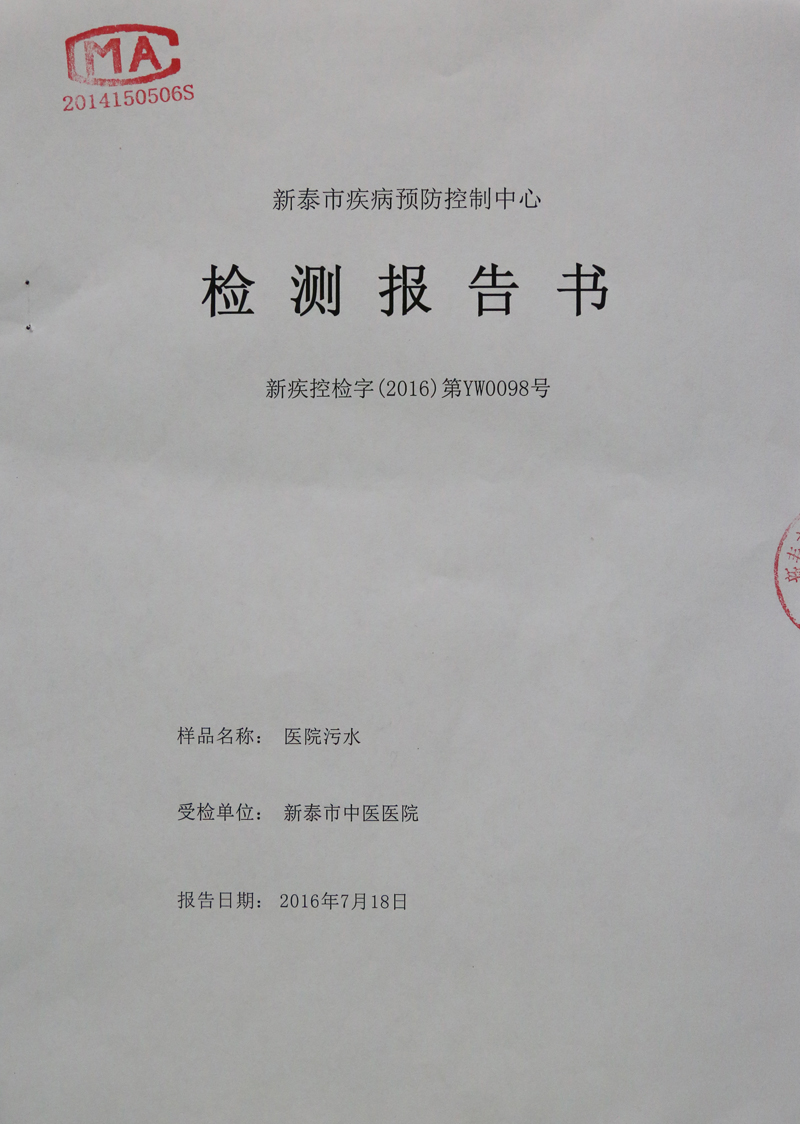 CMA
2014150506S
新泰市疾病预防控制中心
检测报告书
新疾控检字(2016)第YW0098号
样品名称： 医院污水
受检单位： 新泰市中医医院
报告日期： 2016年7月18日